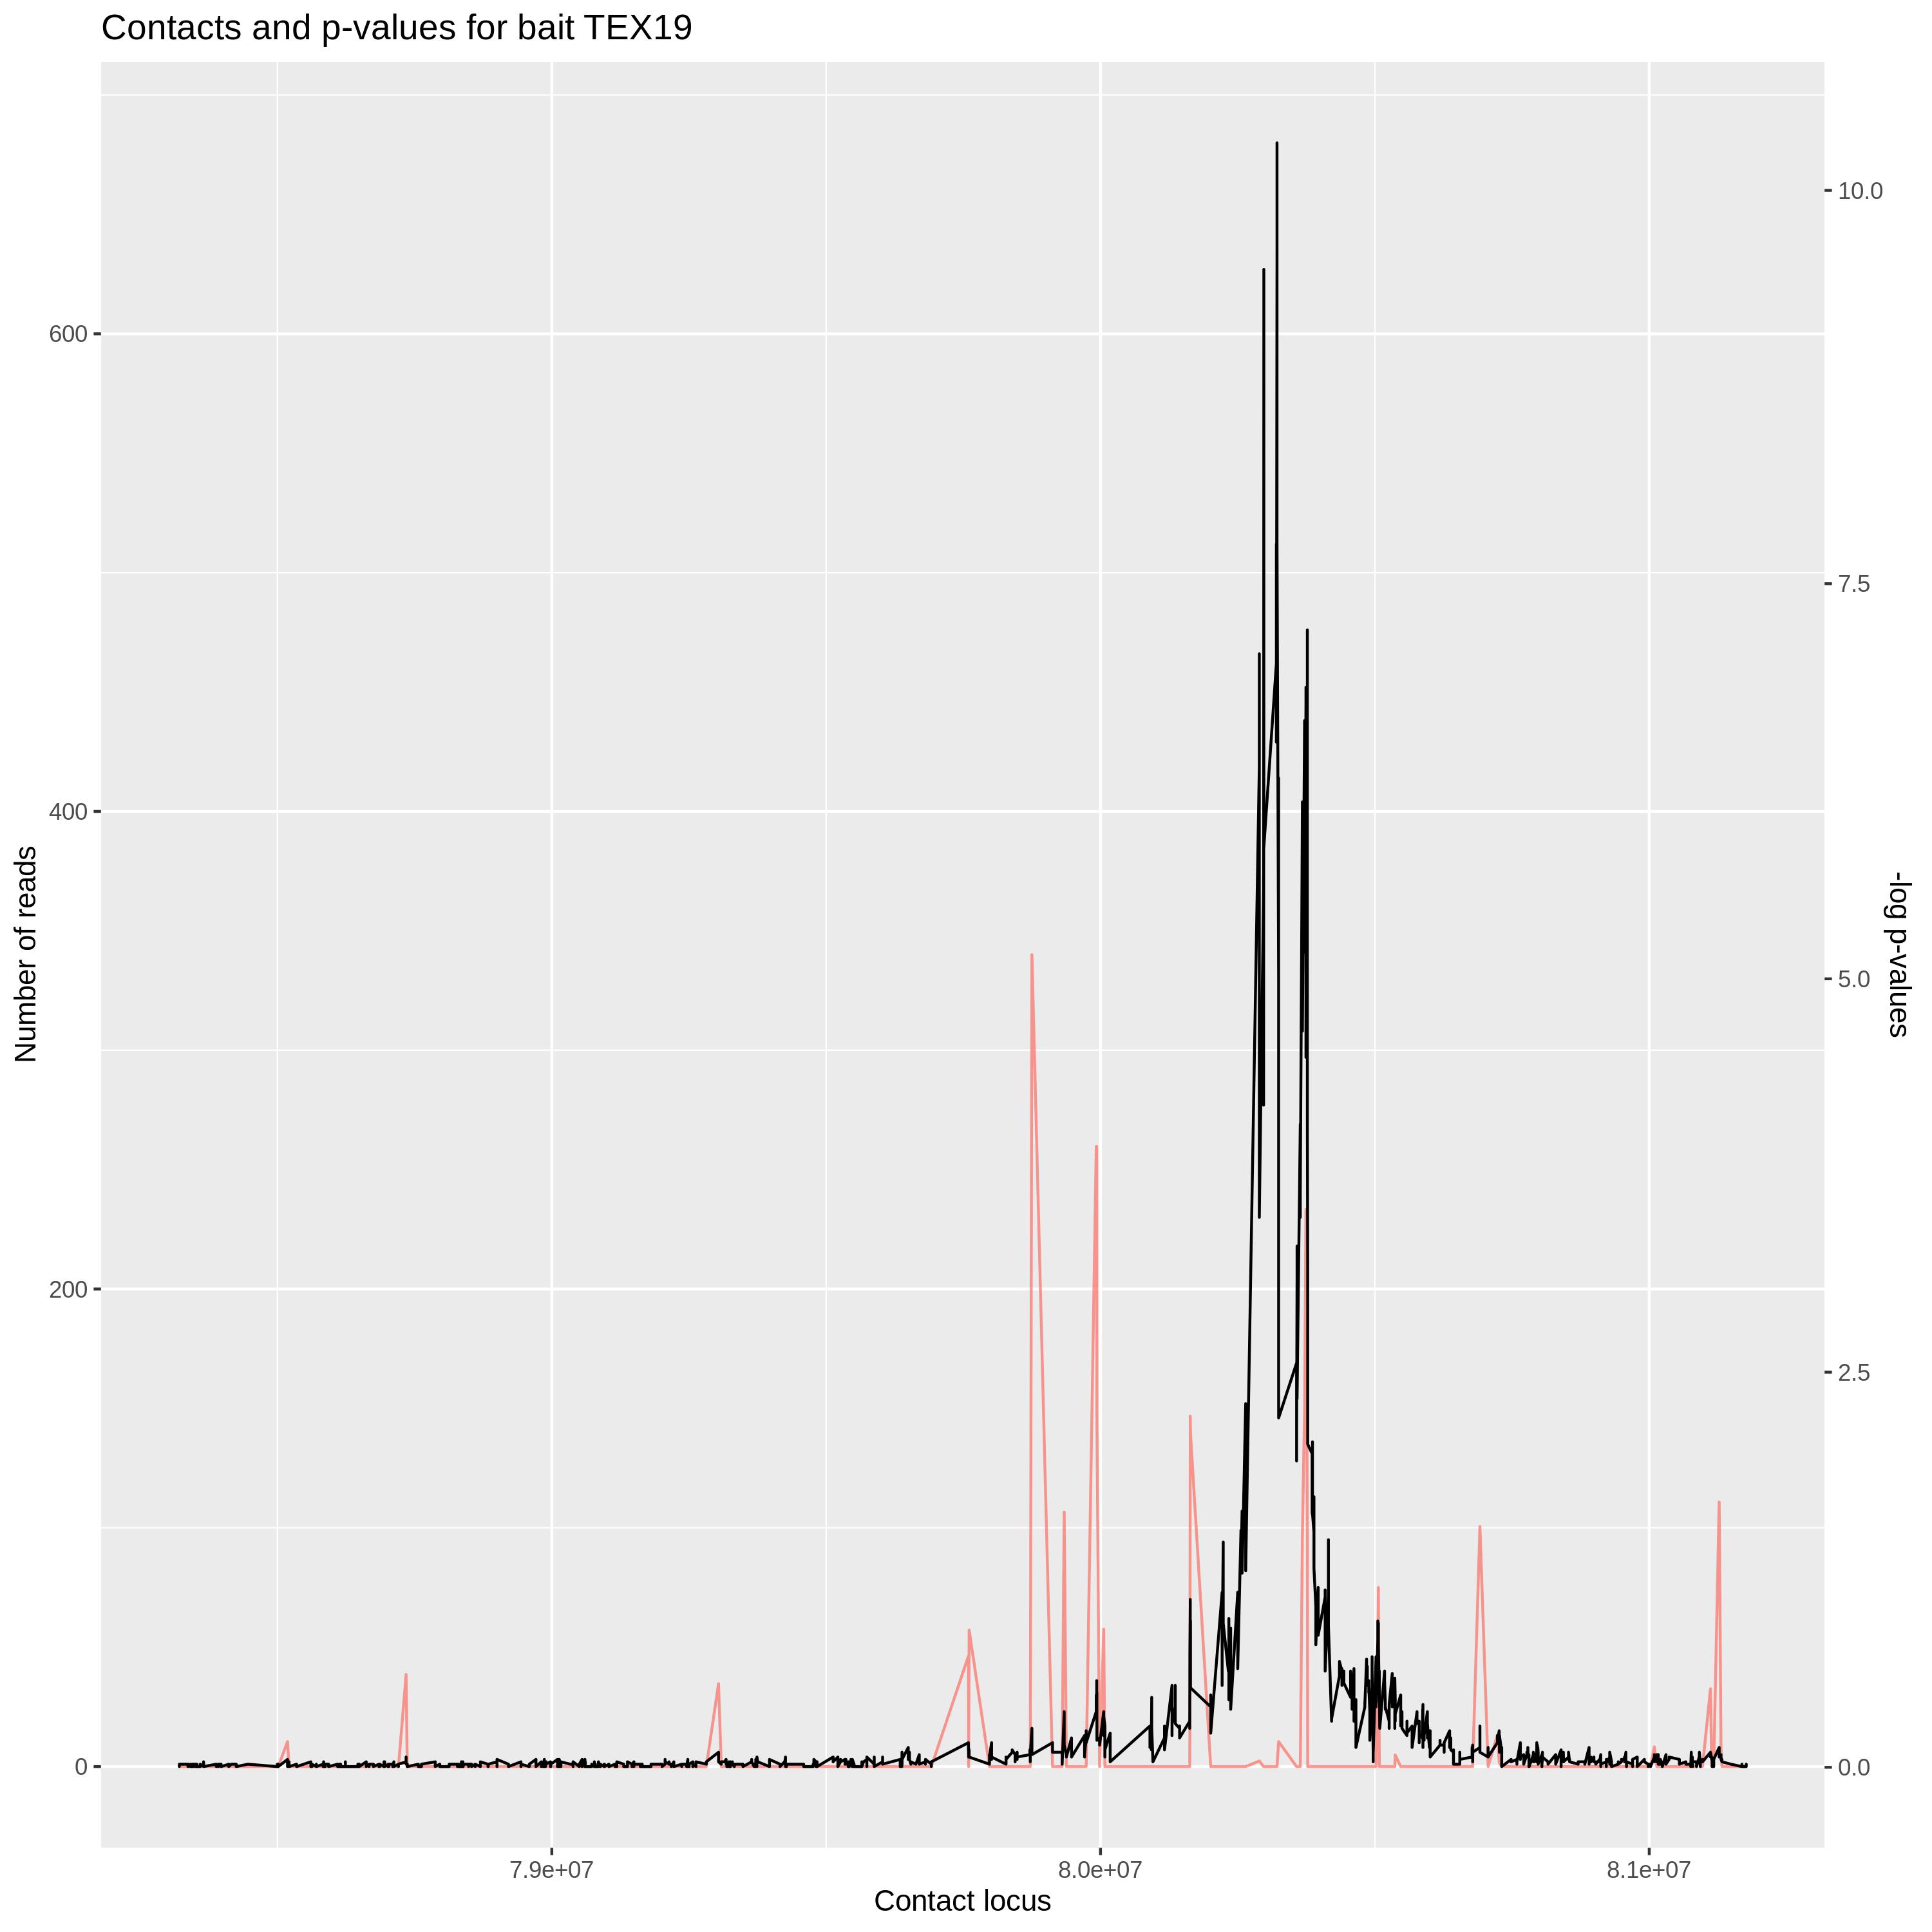 Contacts and p-values for bait TEX19
600
400
200
0
Number of reads
10.0
7.5
5.0
2.5
0.0
-log p-values
7.9e+07
8.0e+07
8.1e+07
Contact locus